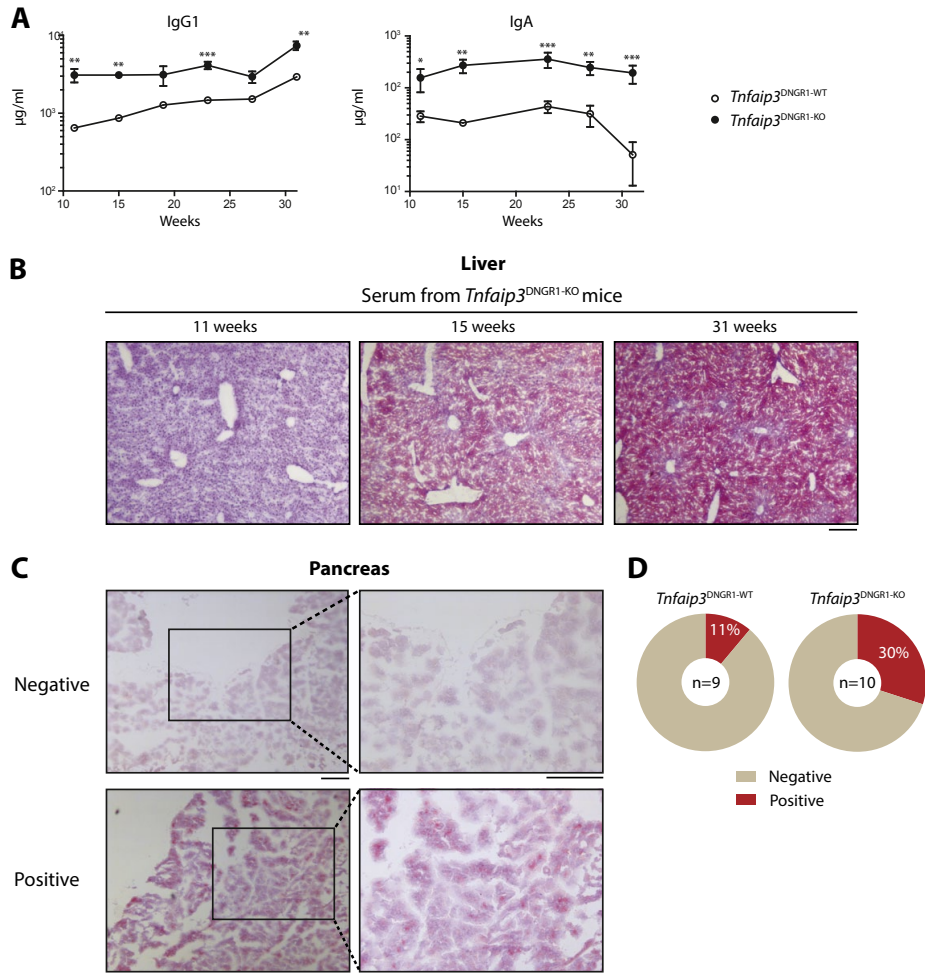 A
IgG1
IgA
µg/ml
10⁴
10³
10²
**
**
***
**
10
15
20
25
30
Weeks
µg/ml
10³
10²
10²
10¹
*
**
***
**
***
10
15
20
25
30
Weeks
Tnfaip3DNGR1-WT
Tnfaip3DNGR1-KO
B
Liver
Serum from Tnfaip3DNGR1-KO mice
11 weeks
15 weeks
31 weeks
C
Pancreas
Negative
Positive
D
Tnfaip3DNGR1-WT
Tnfaip3DNGR1-KO
11%
30%
n=9
n=10
Negative
Positive